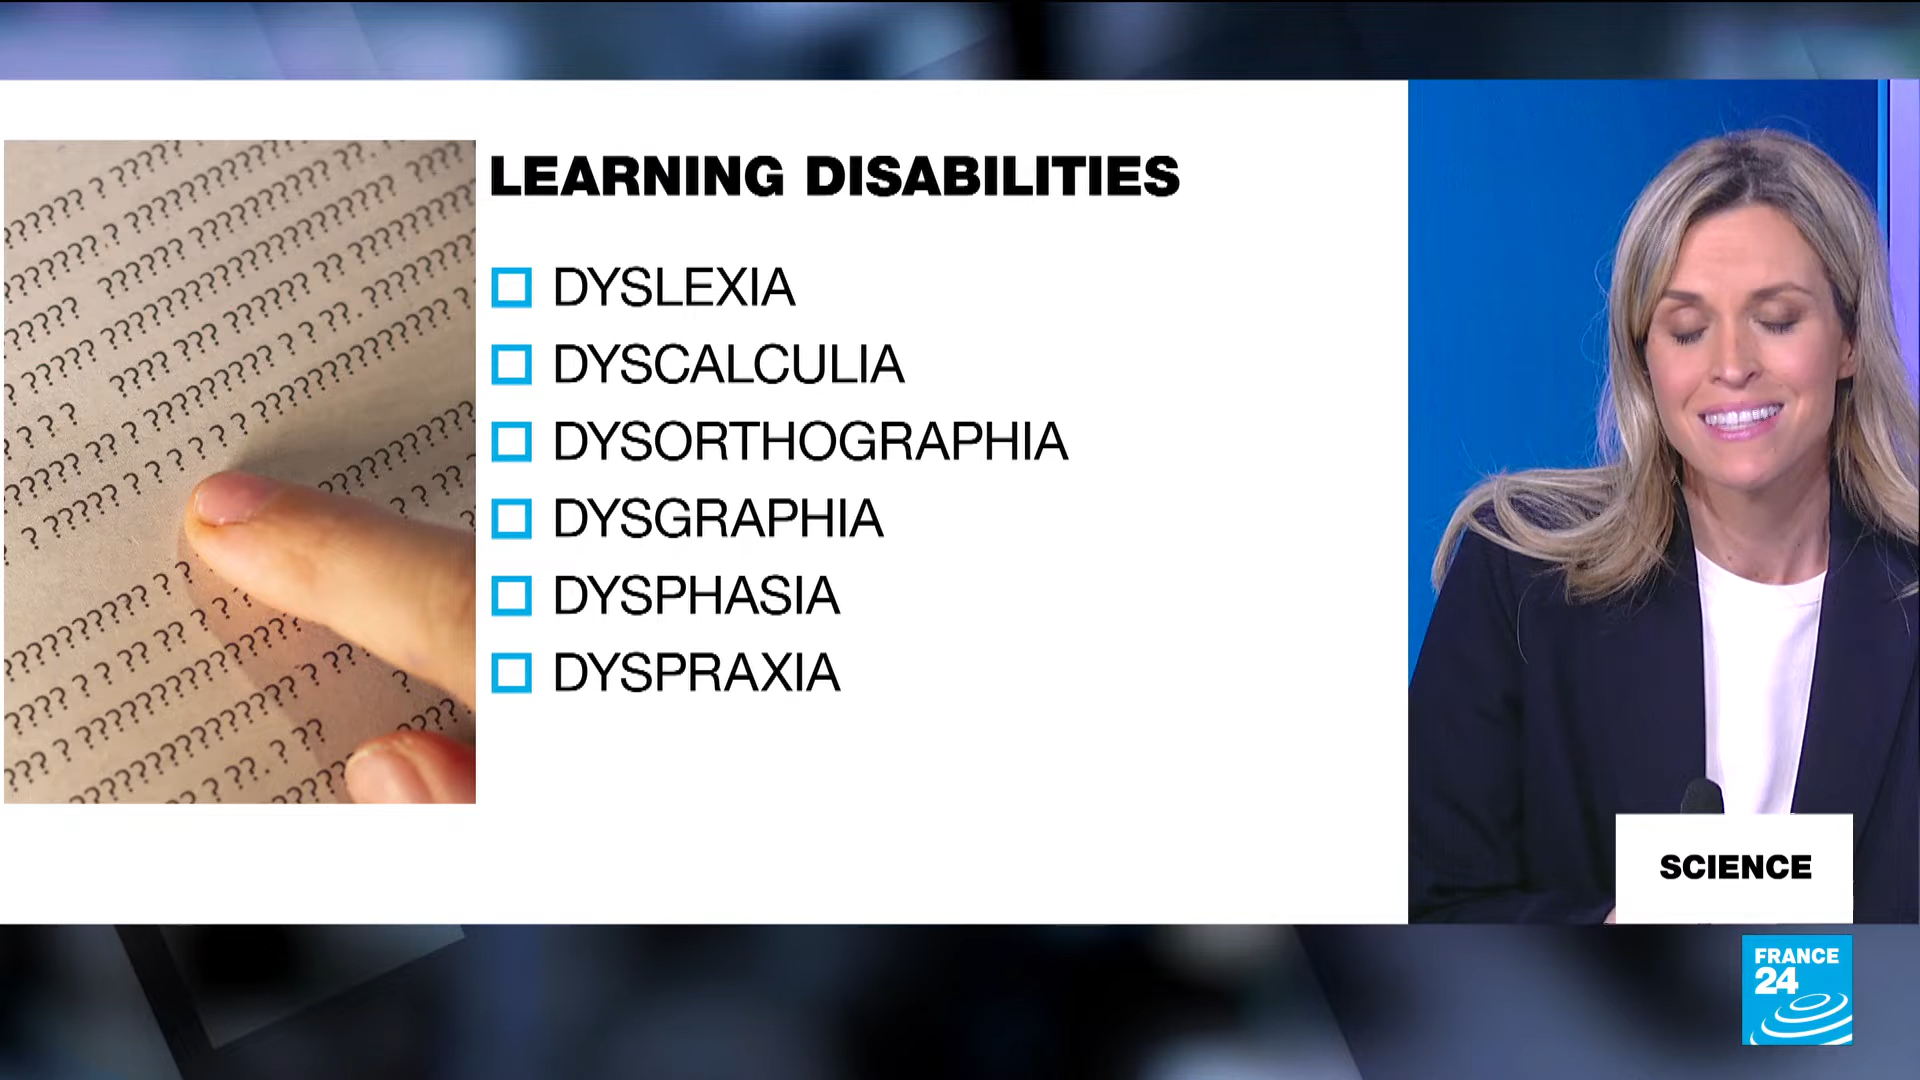 LEARNING DISABILITIES
DYSLEXIA
DYSCALCULIA
DYSORTHOGRAPHIA
DYSGRAPHIA
DYSPHASIA
DYSPRAXIA
SCIENCE
FRANCE
24